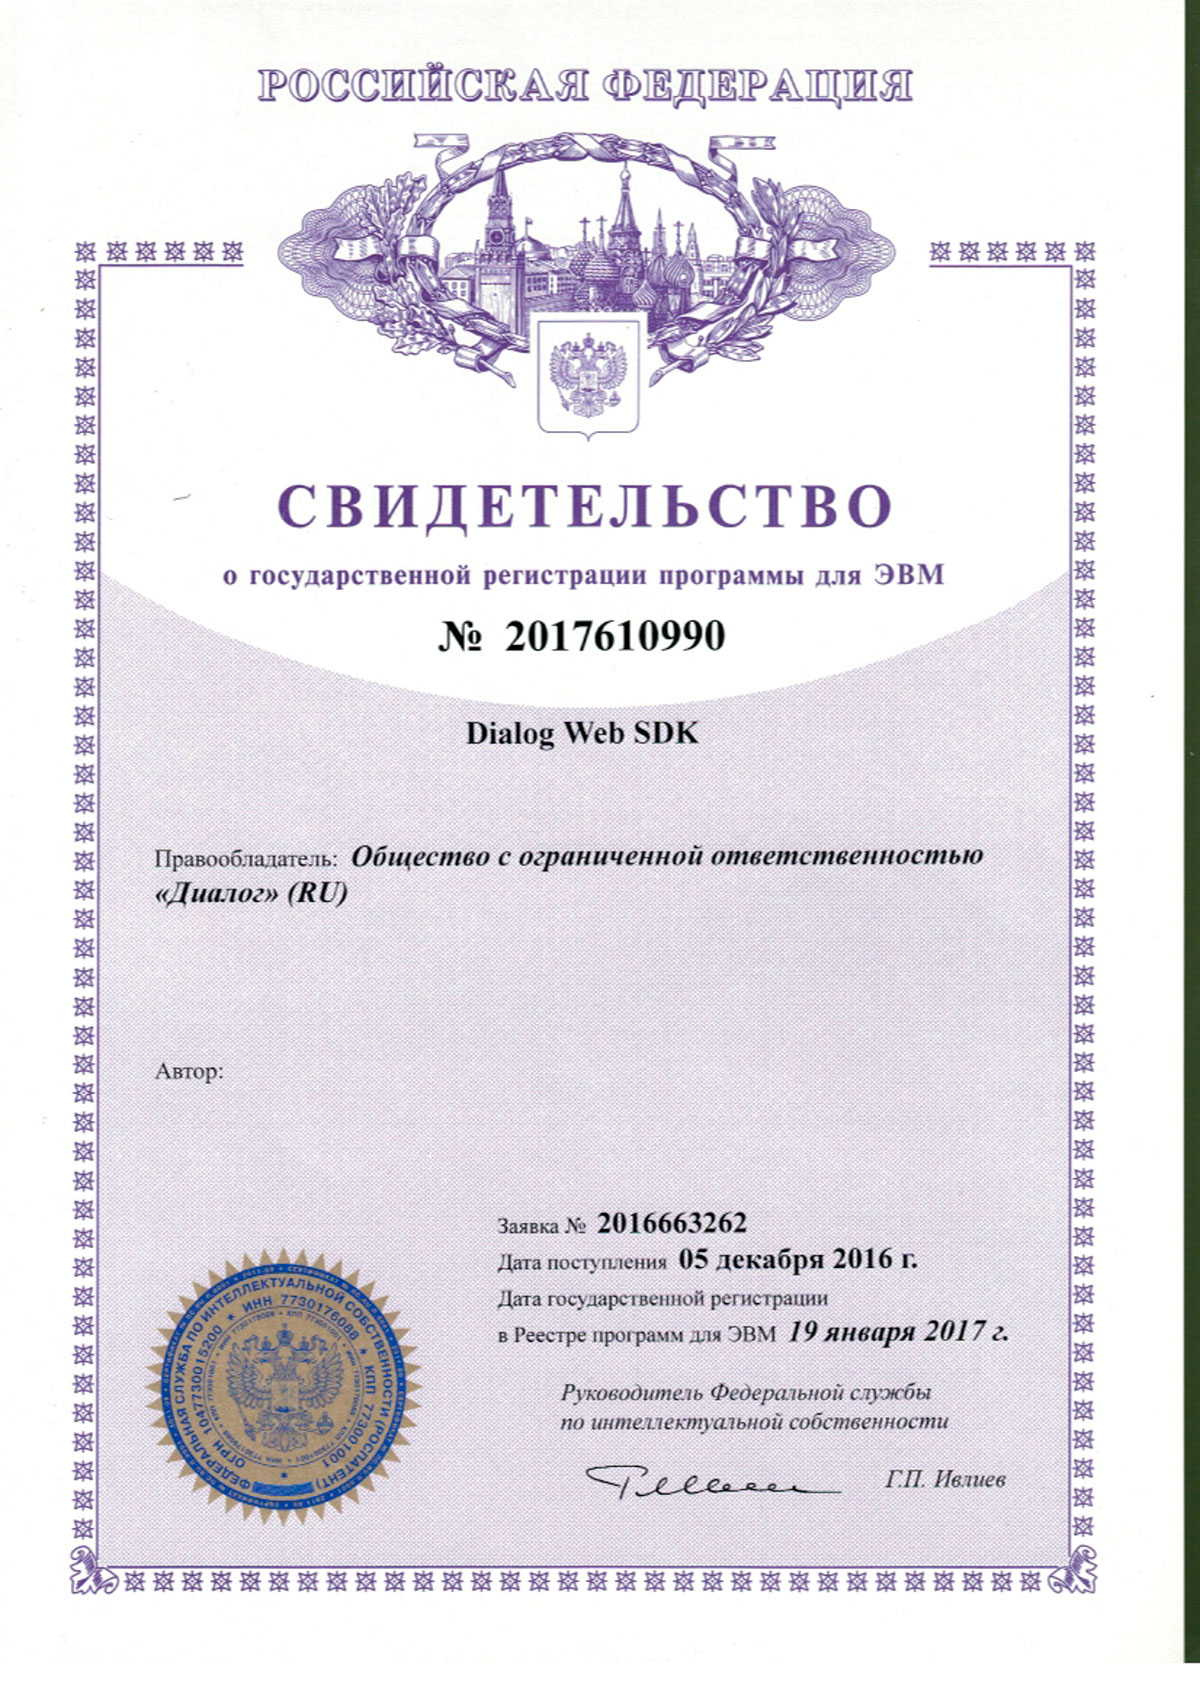 РОССИЙСКАЯ ФЕДЕРАЦИЯ
СВИДЕТЕЛЬСТВО
о государственной регистрации программы для ЭВМ
№ 2017610990
Dialog Web SDK
Правообладатель: Общество с ограниченной ответственностью
«Диалог» (RU)
Автор:
Заявка № 2016663262
Дата поступления 05 декабря 2016 г.
Дата государственной регистрации
в Реестре программ для ЭВМ 19 января 2017 г.
Руководитель Федеральной службы
по интеллектуальной собственности
Г.П. Ивлиев
ФЕДЕРАЛЬНАЯ СЛУЖБА ПО ИНТЕЛЛЕКТУАЛЬНОЙ СОБСТВЕННОСТИ (РОСПАТЕНТ)
ОГРН 1047730015200 * ИНН 7730176088 * КПП 773001001